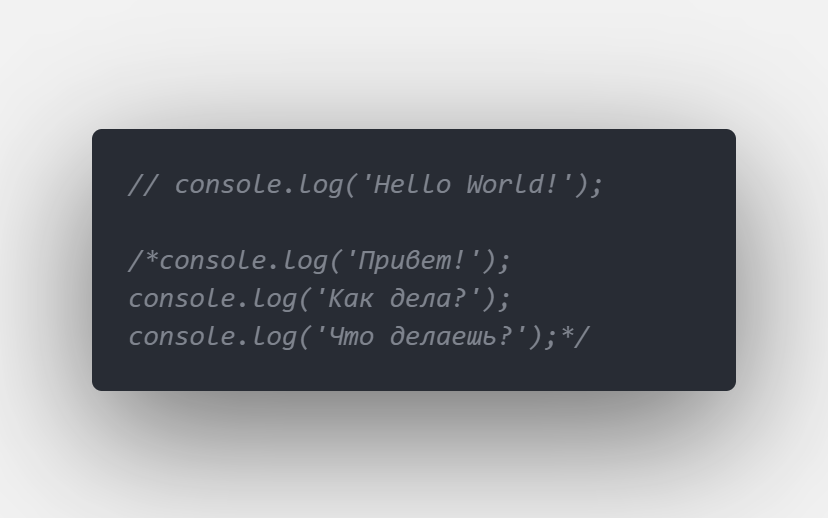 // console.log('Hello World!');
/*console.log('Привет!');
console.log('Как дела?');
console.log('Что делаешь?');*/